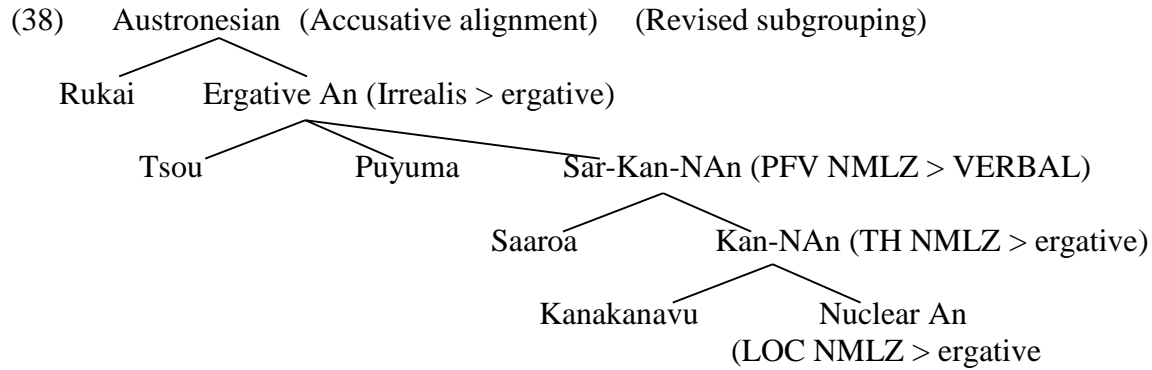 (38) Austronesian (Accusative alignment) (Revised subgrouping)
Rukai Ergative An (Irrealis > ergative)
Tsou Puyuma Sar-Kan-NAn (PFV NMLZ > VERBAL)
Saaroa Kan-NAn (TH NMLZ > ergative)
Kanakanavu Nuclear An
(LOC NMLZ > ergative